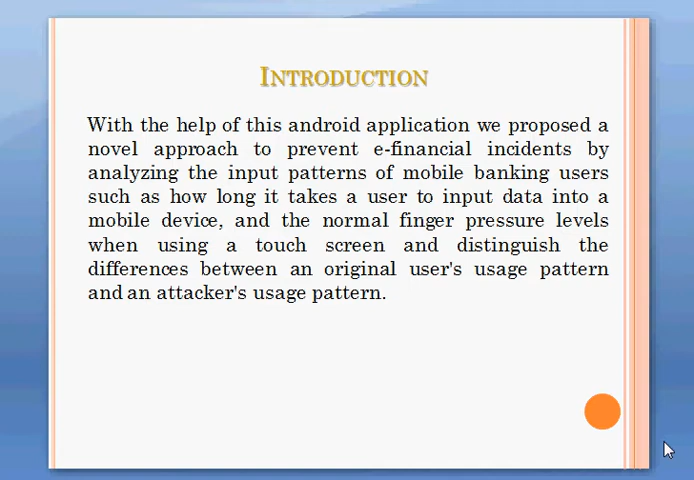 INTRODUCTION
With the help of this android application we proposed a
novel approach to prevent e-financial incidents by
analyzing the input patterns of mobile banking users
such as how long it takes a user to input data into a
mobile device, and the normal finger pressure levels
when using a touch screen and distinguish the
differences between an original user's usage pattern
and an attacker's usage pattern.